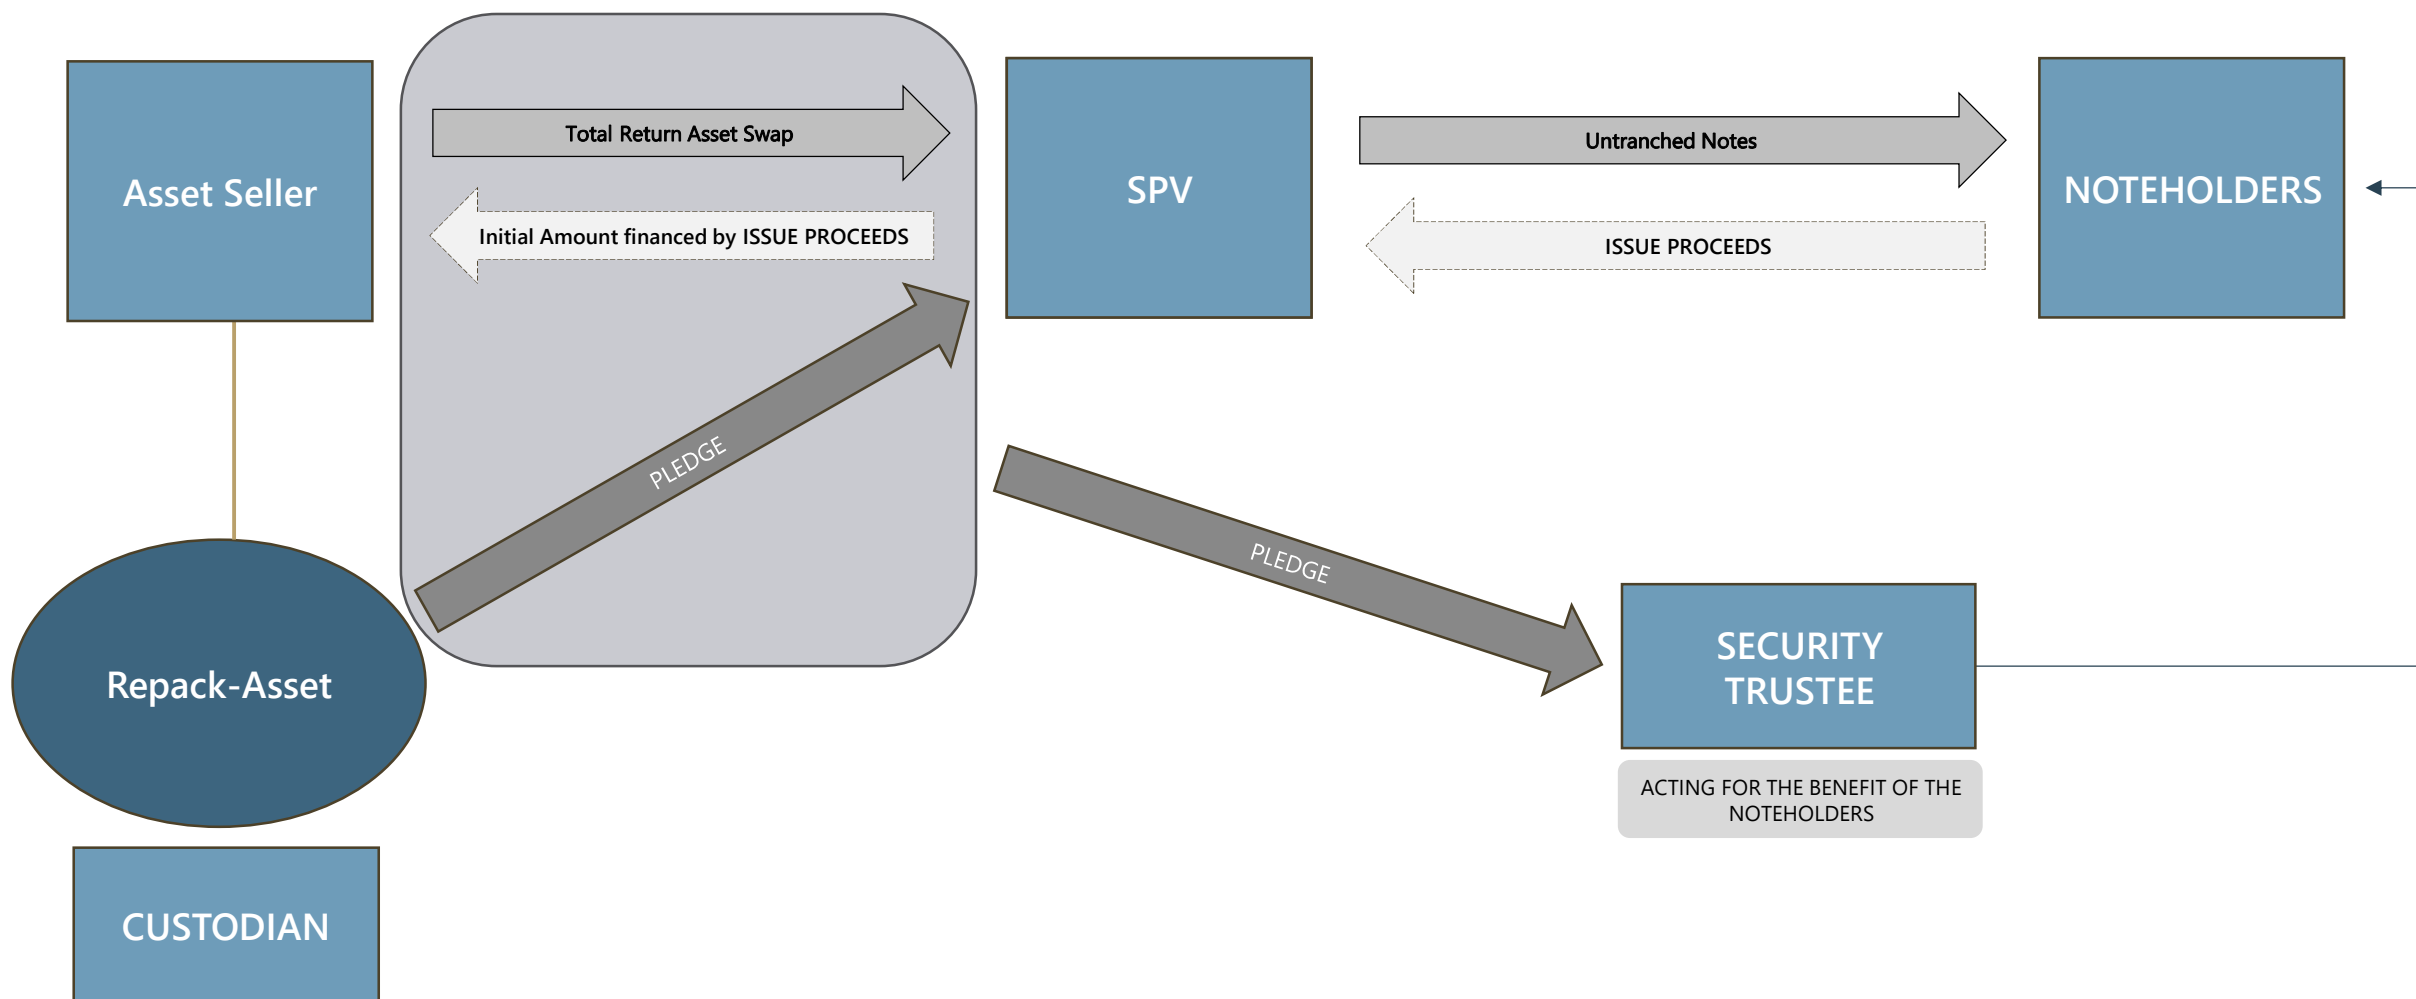 Asset Seller
Total Return Asset Swap
Initial Amount financed by ISSUE PROCEEDS
SPV
Untranched Notes
ISSUE PROCEEDS
NOTEHOLDERS
PLEDGE
PLEDGE
Repack-Asset
SECURITY
TRUSTEE
ACTING FOR THE BENEFIT OF THE
NOTEHOLDERS
CUSTODIAN